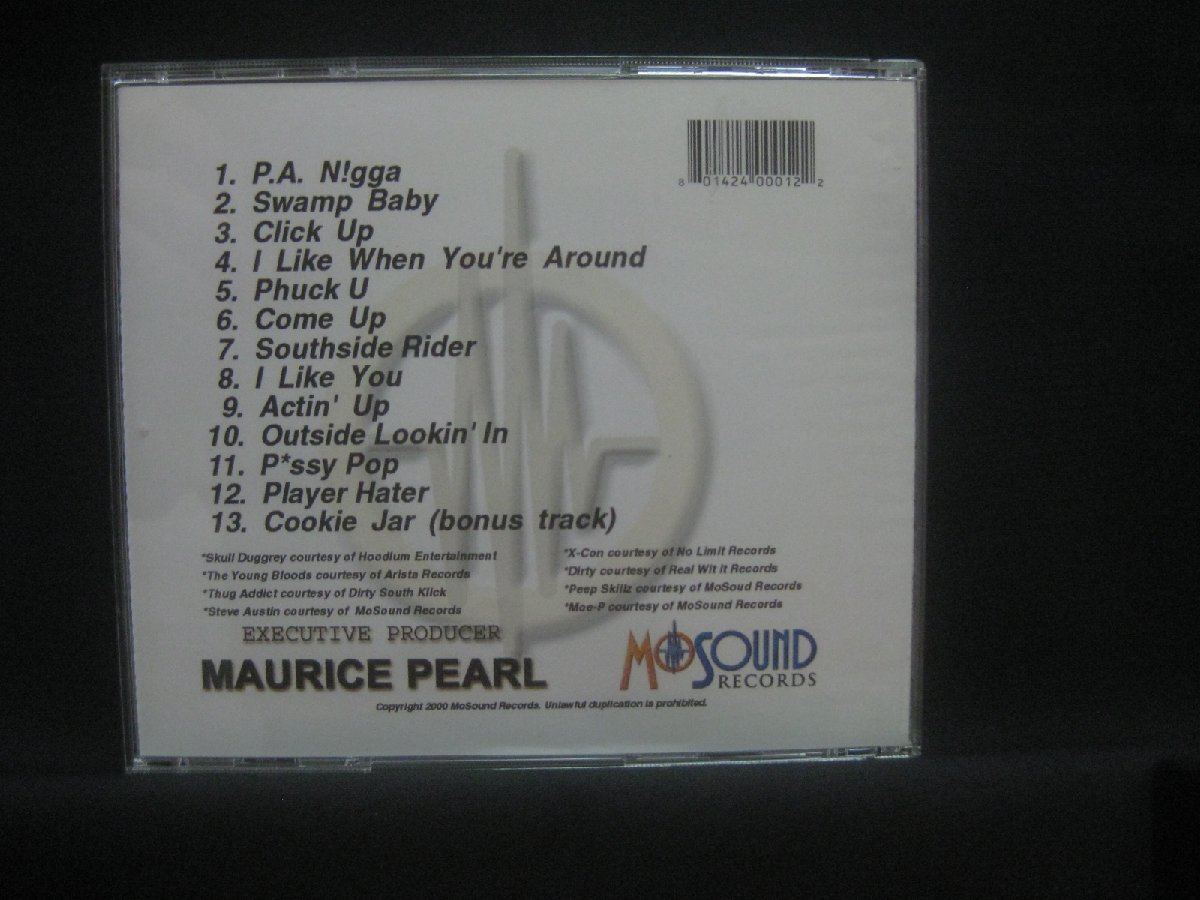 8 01424 00012 2
1. P.A. N!gga
2. Swamp Baby
3. Click Up
4. I Like When You're Around
5. Phuck U
6. Come Up
7. Southside Rider
8. I Like You
9. Actin' Up
10. Outside Lookin' In
11. P*ssy Pop
12. Player Hater
13. Cookie Jar (bonus track)
*Skull Duggrey courtesy of Hoodium Entertainment
*The Young Bloods courtesy of Arista Records
*Thug Addict courtesy of Dirty South Klick
*Steve Austin courtesy of MoSound Records
*X-Con courtesy of No Limit Records
*Dirty courtesy of Real Wit it Records
*Peep Skillz courtesy of MoSoud Records
*Moe-P courtesy of MoSound Records
EXECUTIVE PRODUCER
MAURICE PEARL
MOSOUND
RECORDS
Copyright 2000 MoSound Records. Unlawful duplication is prohibited.